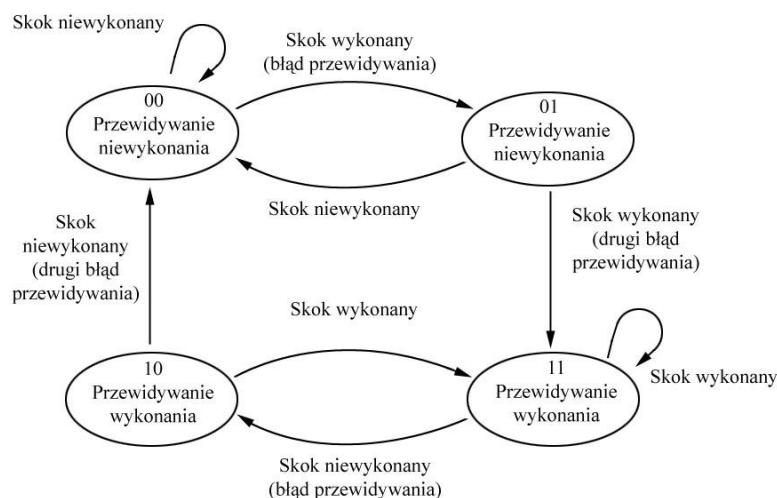 Skok niewykonany
Skok wykonany
(błąd przewidywania)
00
Przewidywanie
niewykonania
01
Przewidywanie
niewykonania
Skok niewykonany
Skok
niewykonany
(drugi błąd
przewidywania)
Skok wykonany
(drugi błąd
przewidywania)
Skok wykonany
10
Przewidywanie
wykonania
11
Przewidywanie
wykonania
Skok wykonany
Skok niewykonany
(błąd przewidywania)